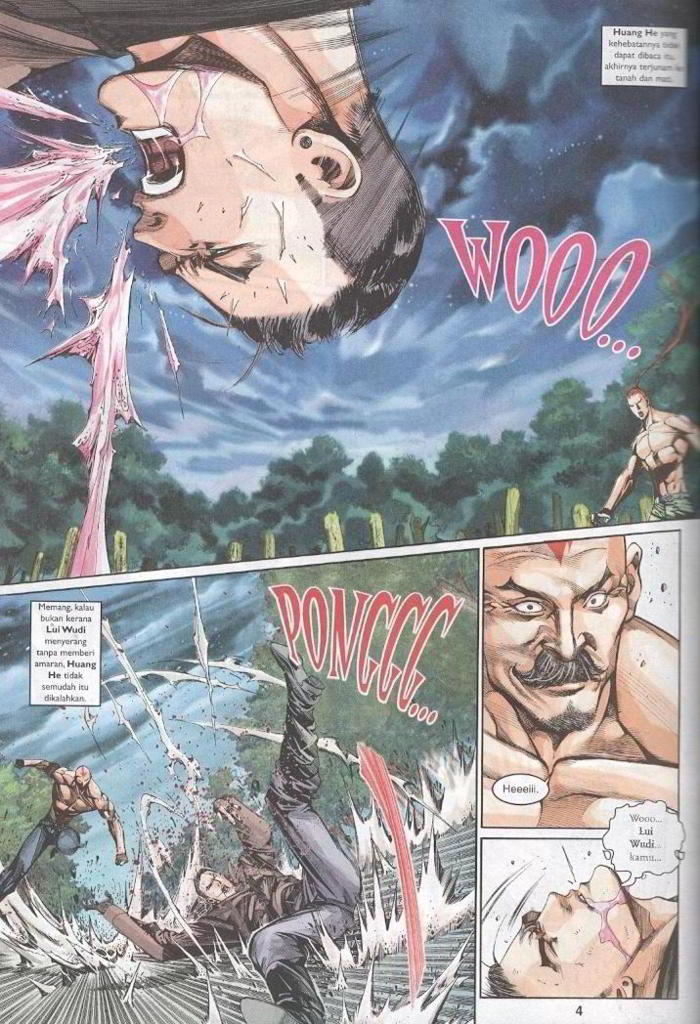 Huang He yang
kehebatannya tidak
dapat dibaca itu,
akhirnya terjunam ke
tanah dan mati.
WOOO...
Memang, kalau
bukan kerana
Lui Wudi
menyerang
tanpa memberi
amaran, Huang
He tidak
semudah itu
dikalahkan.
PONGGG...
Heeeiii.
Wooo...
Lui
Wudi...
kamu...
4